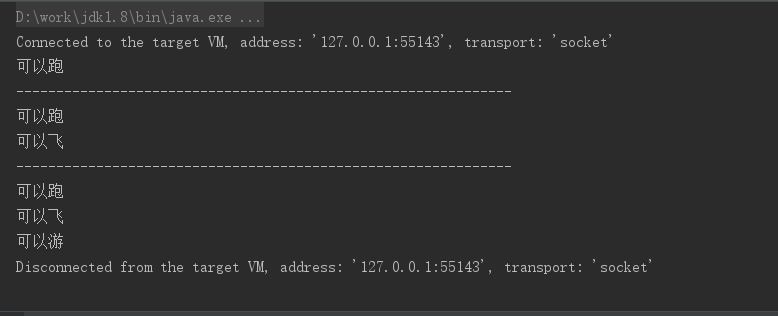 D:\work\jdk1.8\bin\java.exe ...
Connected to the target VM, address: '127.0.0.1:55143', transport: 'socket'
可以跑
--------------------------------------------------------------
可以跑
可以飞
--------------------------------------------------------------
可以跑
可以飞
可以游
Disconnected from the target VM, address: '127.0.0.1:55143', transport: 'socket'